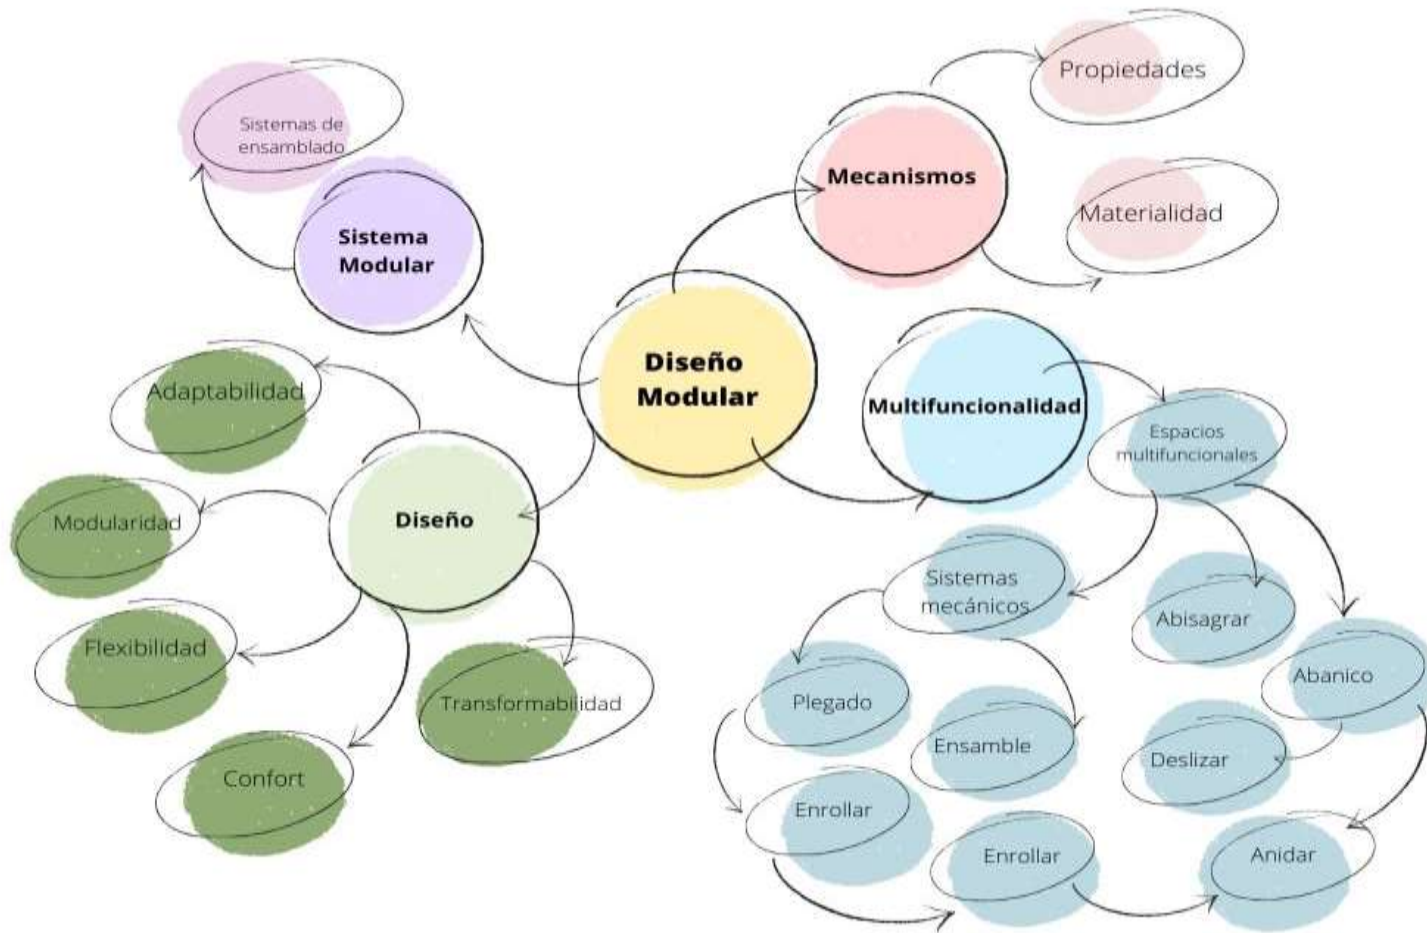 Propiedades
Sistemas de
ensamblado
Mecanismos
Materialidad
Sistema
Modular
Diseño
Modular
Adaptabilidad
Multifuncionalidad
Espacios
multifuncionales
Modularidad
Diseño
Sistemas
mecánicos
Abisagrar
Flexibilidad
Abanico
Transformabilidad
Plegado
Ensamble
Deslizar
Confort
Enrollar
Enrollar
Anidar